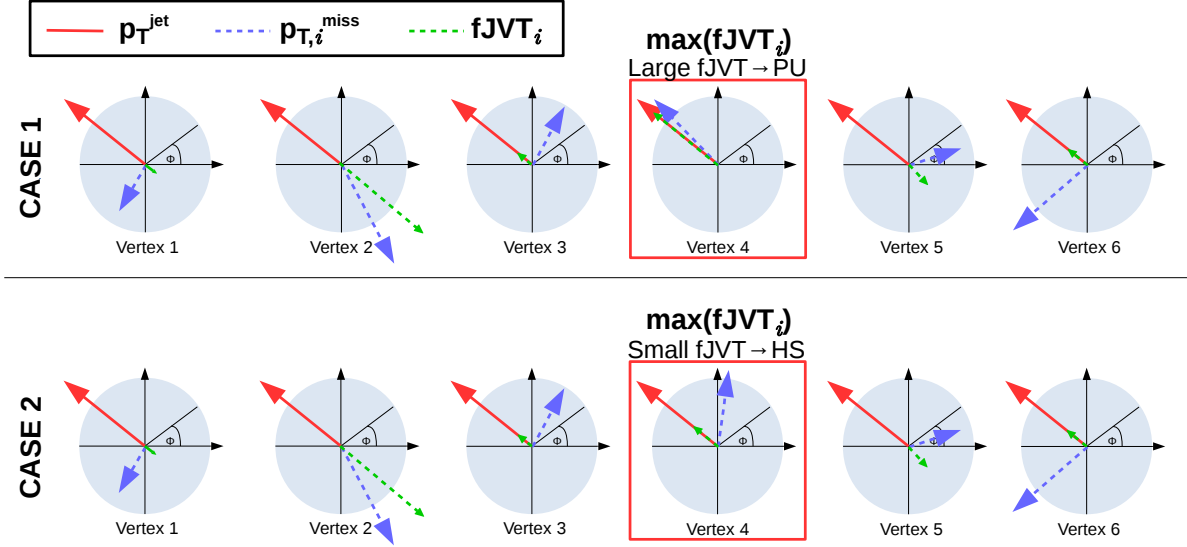 p_T^jet p_T,i^miss fJVT_i
max(fJVT_i)
Large fJVT→PU
CASE 1
Φ Φ Φ Φ Φ Φ
Vertex 1 Vertex 2 Vertex 3 Vertex 4 Vertex 5 Vertex 6
max(fJVT_i)
Small fJVT→HS
CASE 2
Φ Φ Φ Φ Φ Φ
Vertex 1 Vertex 2 Vertex 3 Vertex 4 Vertex 5 Vertex 6